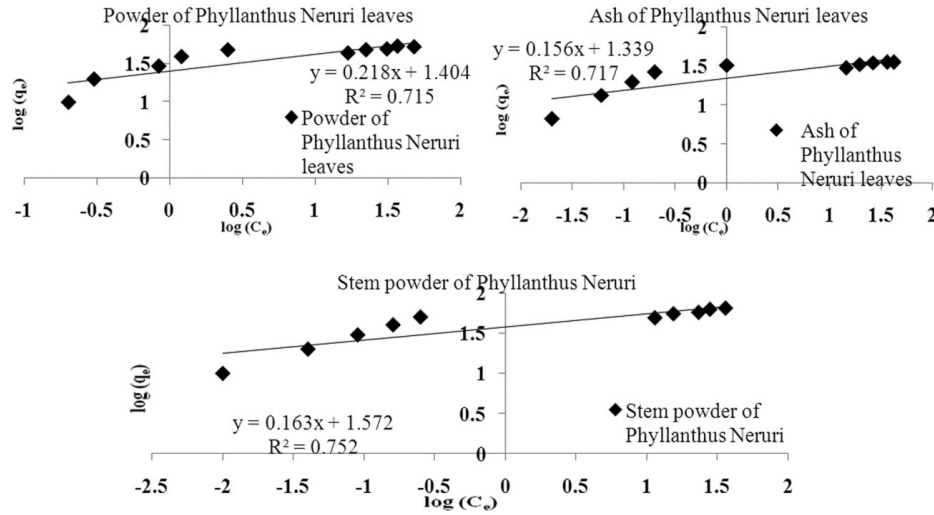 Powder of Phyllanthus Neruri leaves
2
1.5
1
0.5
0
log (qₑ)
y = 0.218x + 1.404
R² = 0.715
Powder of
Phyllanthus Neruri
leaves
-1 -0.5 0 0.5 1 1.5 2
log (Cₑ)
Ash of Phyllanthus Neruri leaves
2
1.5
1
0.5
0
log (qₑ)
y = 0.156x + 1.339
R² = 0.717
Ash of
Phyllanthus
Neruri leaves
-2 -1.5 -1 -0.5 0 0.5 1 1.5 2
log (Cₑ)
Stem powder of Phyllanthus Neruri
2
1.5
1
0.5
0
log (qₑ)
y = 0.163x + 1.572
R² = 0.752
Stem powder of
Phyllanthus Neruri
-2.5 -2 -1.5 -1 -0.5 0 0.5 1 1.5 2
log (Cₑ)